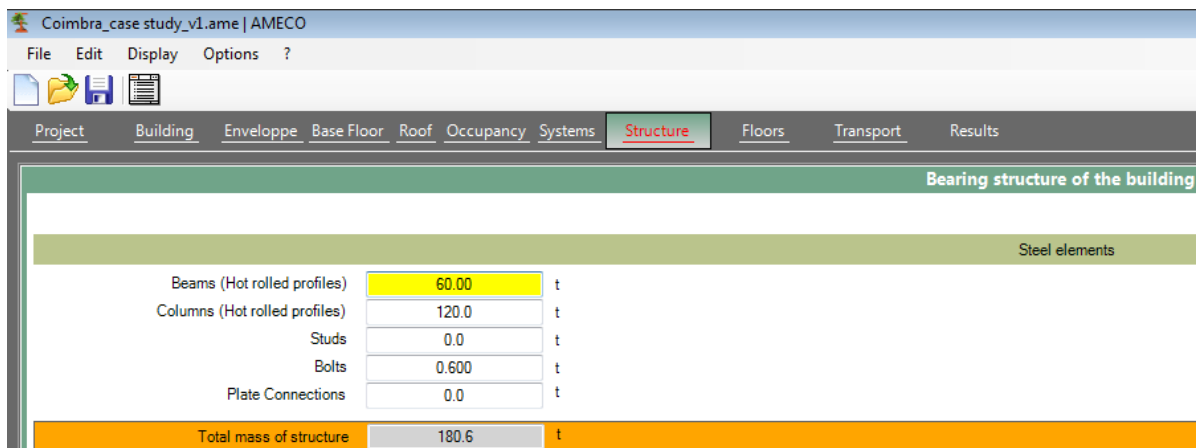 Coimbra_case study_v1.ame | AMECO
File Edit Display Options ?
Project Building Enveloppe Base Floor Roof Occupancy Systems Structure Floors Transport Results
Bearing structure of the building
Steel elements
Beams (Hot rolled profiles) 60.00 t
Columns (Hot rolled profiles) 120.0 t
Studs 0.0 t
Bolts 0.600 t
Plate Connections 0.0 t
Total mass of structure 180.6 t